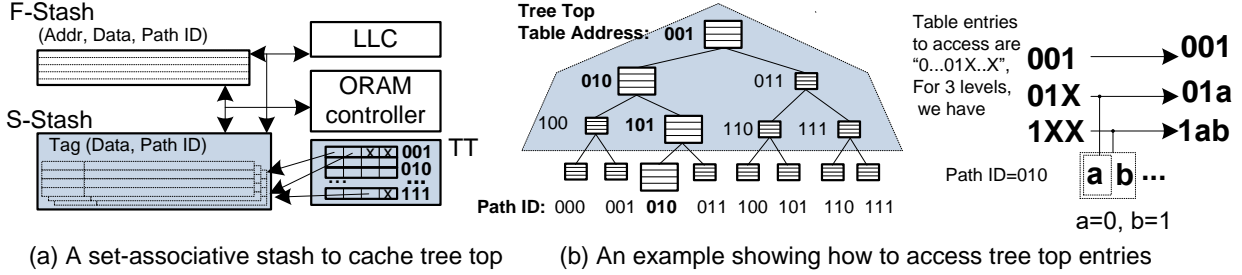 F-Stash
(Addr, Data, Path ID)
LLC
ORAM
controller
S-Stash
Tag (Data, Path ID)
TT
X X 001
010
... ...
X 111
(a) A set-associative stash to cache tree top
Tree Top
Table Address: 001
010 011
100 101 110 111
Path ID: 000 001 010 011 100 101 110 111
(b) An example showing how to access tree top entries
Table entries
to access are
“0...01X..X”,
For 3 levels,
we have
001 001
01X 01a
1XX 1ab
Path ID=010 a b ...
a=0, b=1